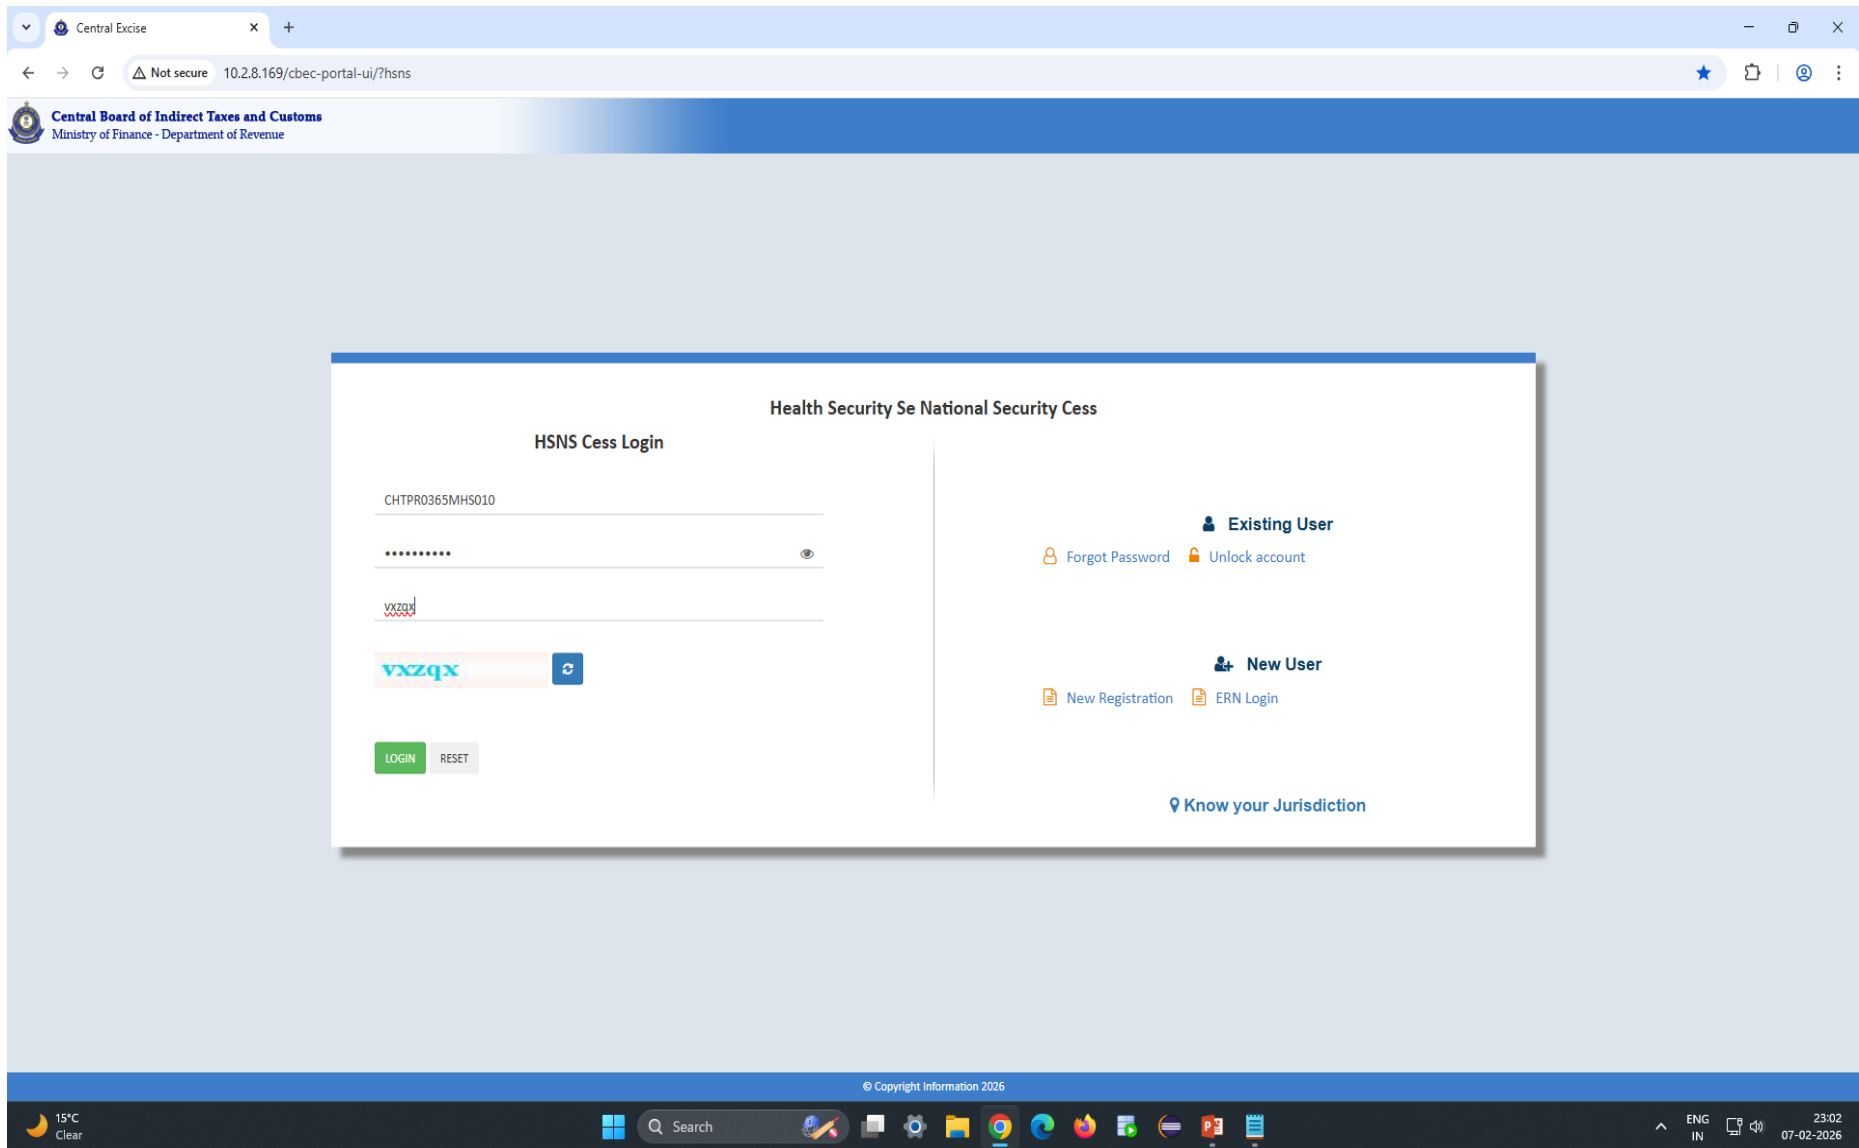 Central Excise
Not secure 10.2.8.169/cbec-portal-ui/?hsns
Central Board of Indirect Taxes and Customs
Ministry of Finance - Department of Revenue
Health Security Se National Security Cess
HSNS Cess Login
CHTPR0365MHS010
••••••••••
vxzqx
vxzqx
LOGIN RESET
Existing User
Forgot Password Unlock account
New User
New Registration ERN Login
Know your Jurisdiction
© Copyright Information 2026
15°C
Clear
Search
ENG
IN
23:02
07-02-2026